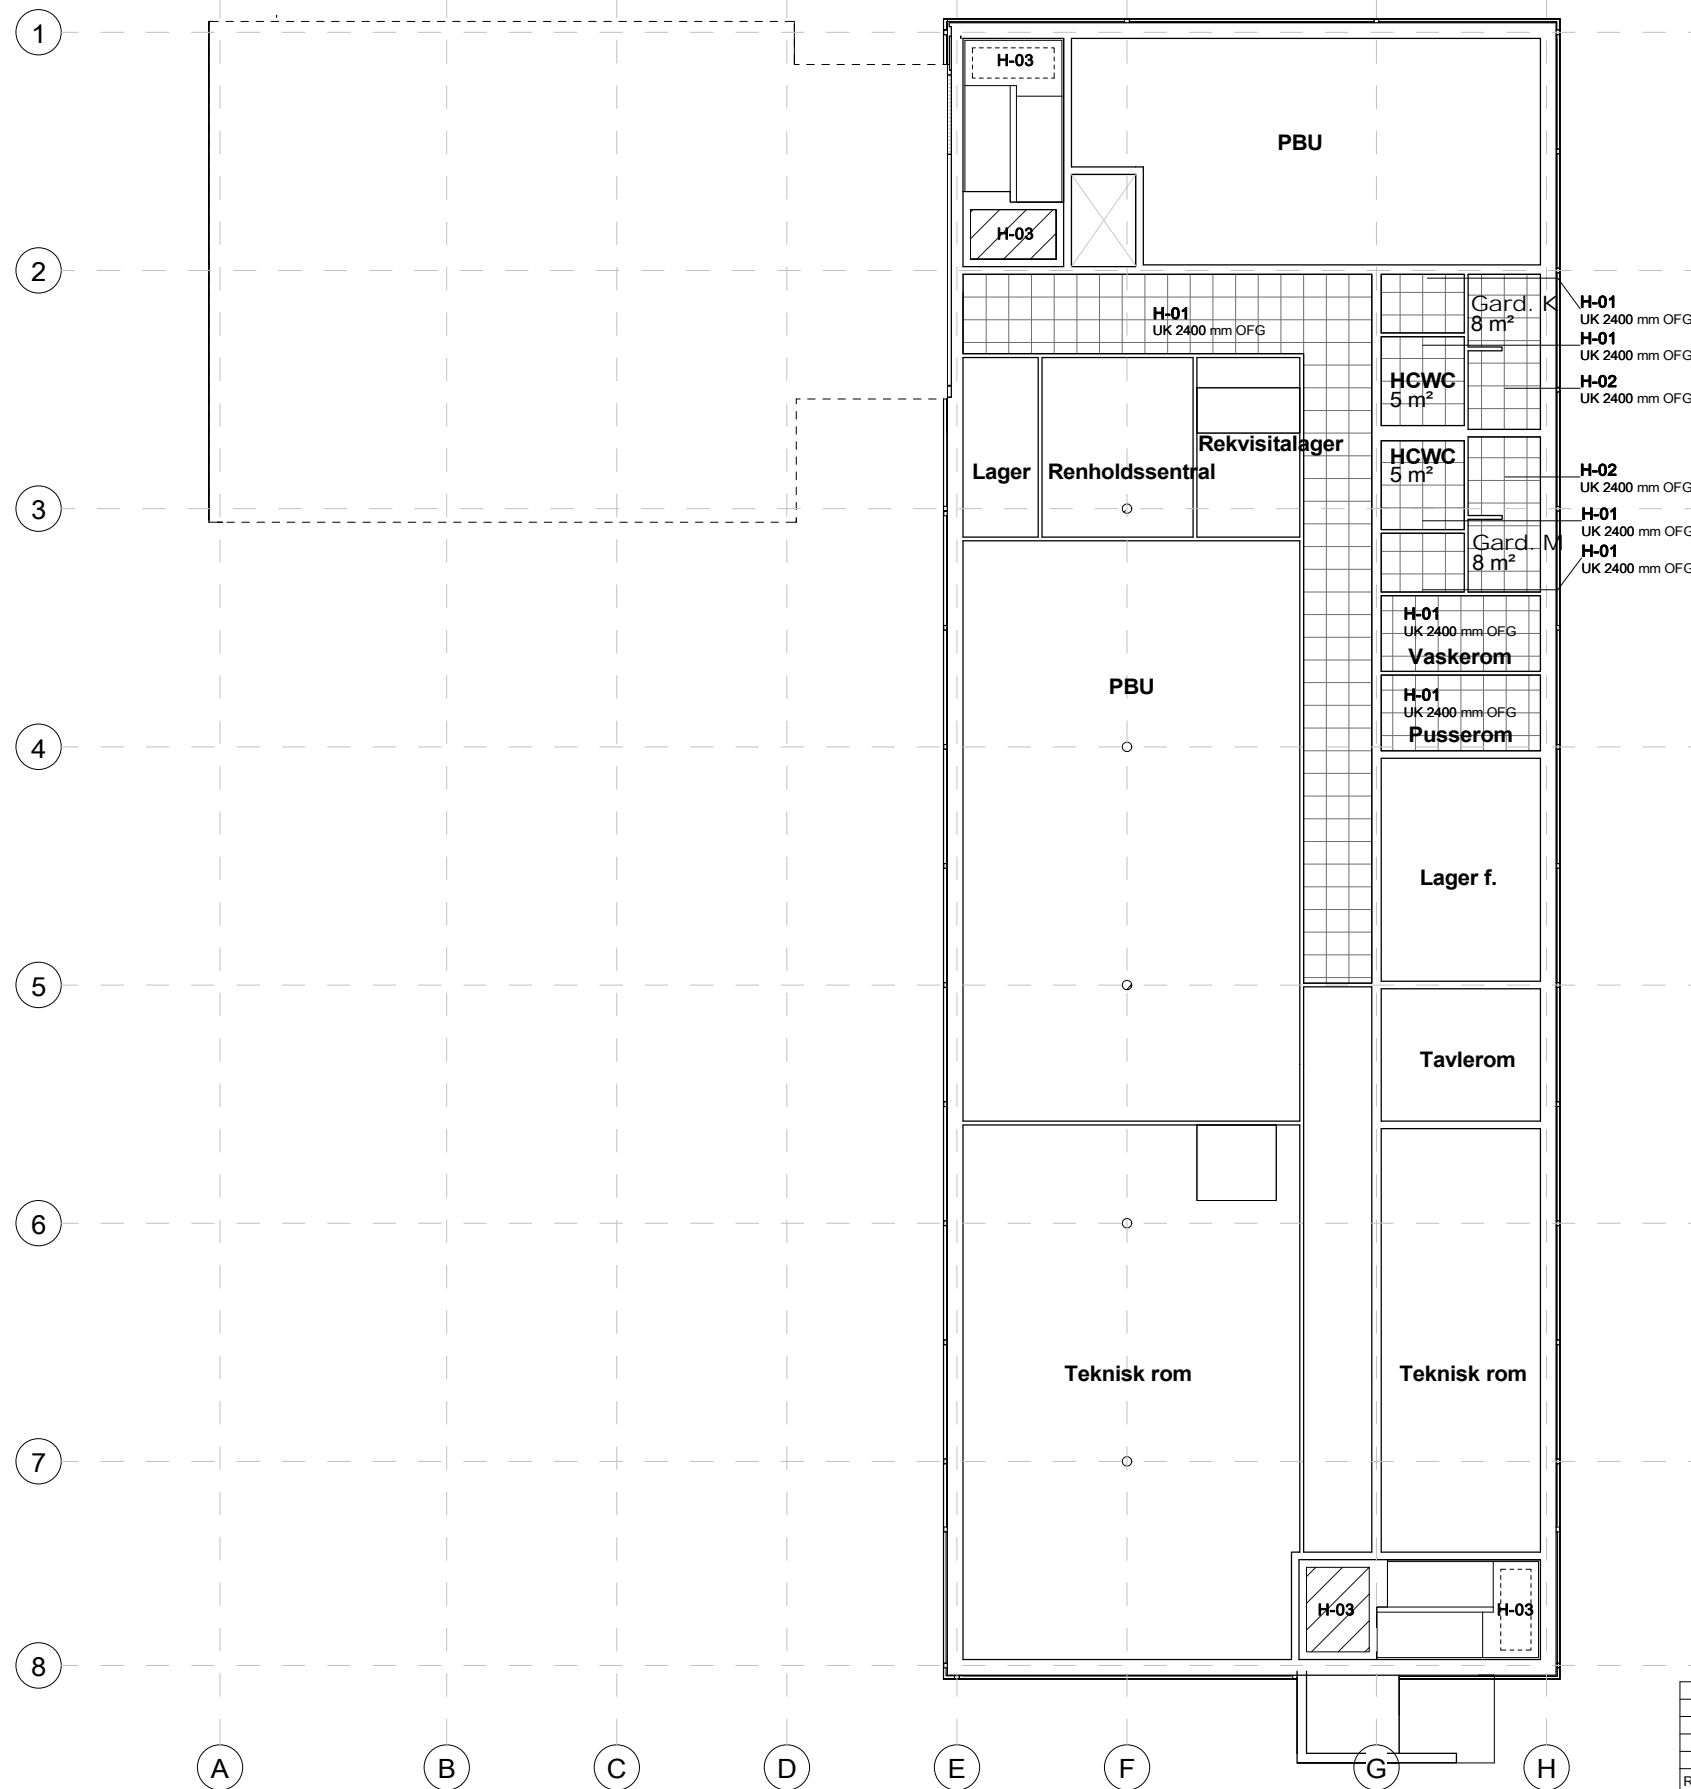 1
H-03
PBU
H-03
2
H-01
UK 2400 mm OFG
Gard. K
8 m²
H-01
UK 2400 mm OFG
H-01
UK 2400 mm OFG
HCWC
5 m²
H-02
UK 2400 mm OFG
Rekvisitalager
Lager
Renholdssentral
HCWC
5 m²
H-02
UK 2400 mm OFG
3
H-01
UK 2400 mm OFG
Gard. M
8 m²
H-01
UK 2400 mm OFG
H-01
UK 2400 mm OFG
Vaskerom
PBU
H-01
UK 2400 mm OFG
Pusserom
4
Lager f.
5
Tavlerom
6
Teknisk rom
Teknisk rom
7
H-03
H-03
8
A
B
C
D
E
F
G
H
R